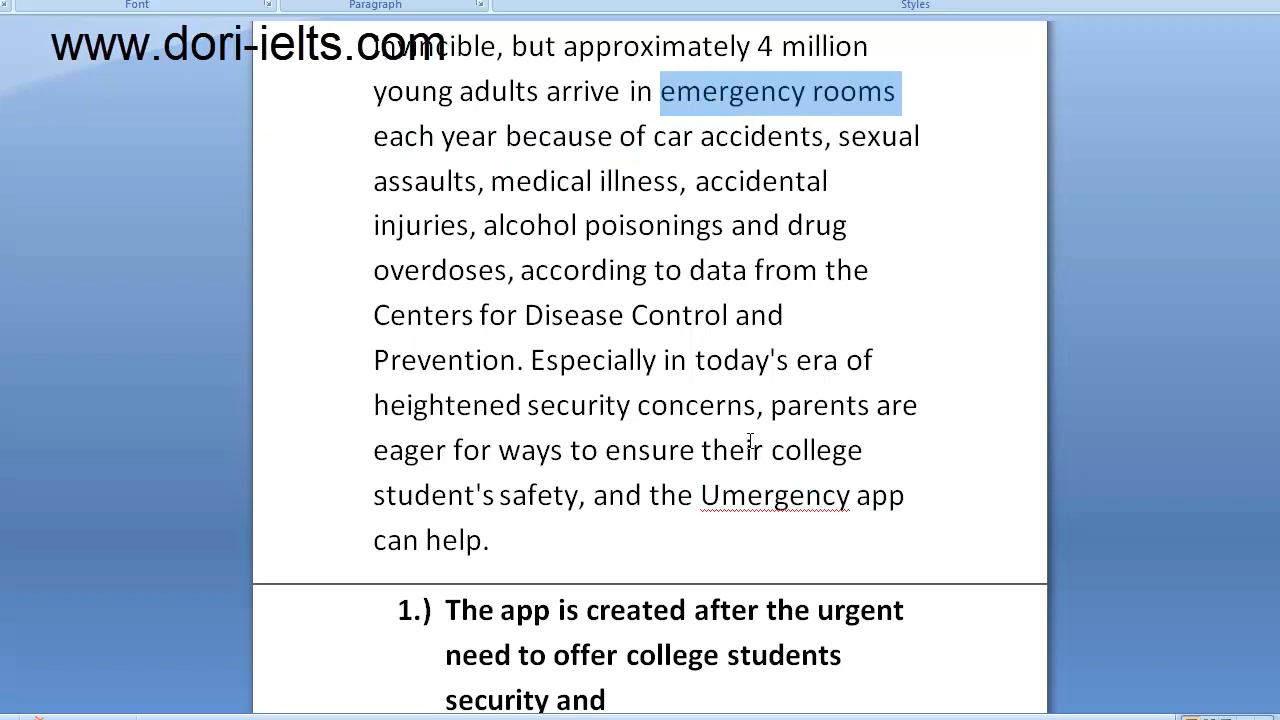 Font Paragraph Styles
www.dori-ielts.com
invincible, but approximately 4 million
young adults arrive in emergency rooms
each year because of car accidents, sexual
assaults, medical illness, accidental
injuries, alcohol poisonings and drug
overdoses, according to data from the
Centers for Disease Control and
Prevention. Especially in today's era of
heightened security concerns, parents are
eager for ways to ensure their college
student's safety, and the Umergency app
can help.
1.) The app is created after the urgent
need to offer college students
security and